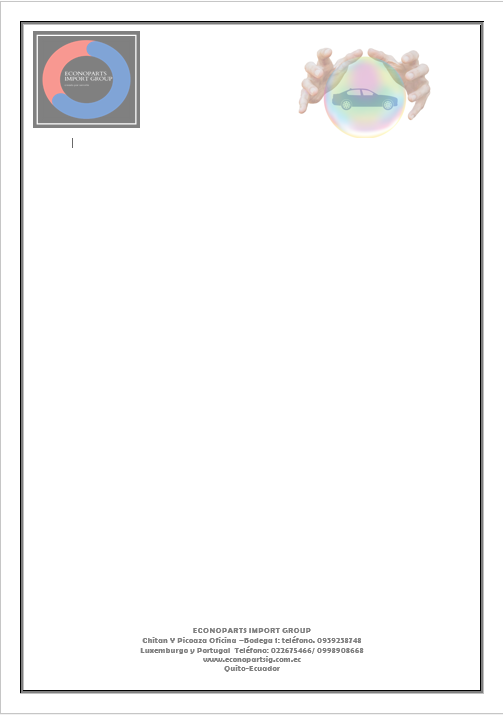 ECONOPARTS
IMPORT GROUP
ECONOPARTS IMPORT GROUP
Chitan Y Picoaza Oficina –Bodega 1: teléfono. 0939238748
Luxemburgo y Portugal Teléfono: 022675466/ 0998908668
www.econopartsig.com.ec
Quito-Ecuador